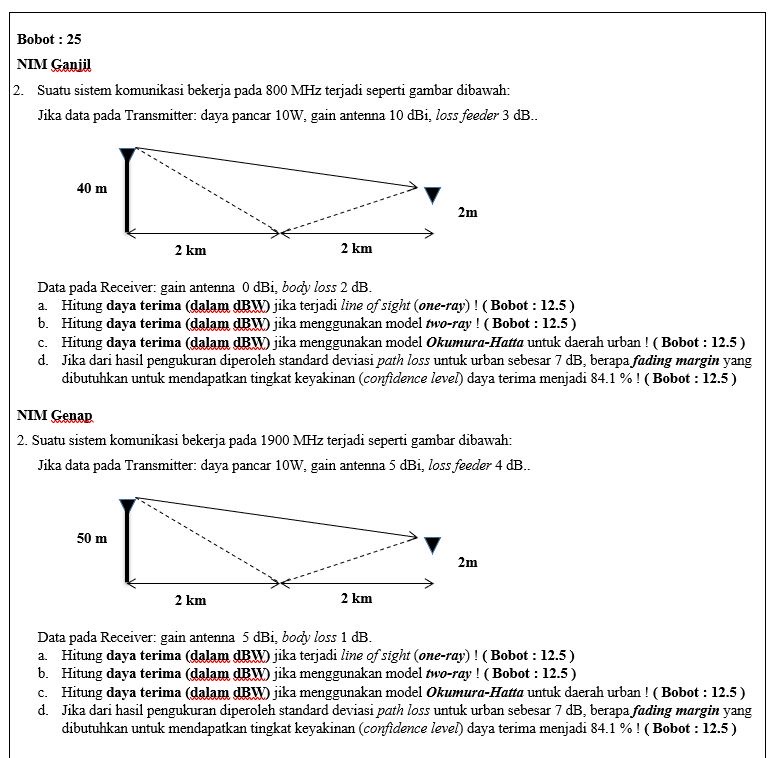 Bobot : 25
NIM Ganjil
2. Suatu sistem komunikasi bekerja pada 800 MHz terjadi seperti gambar dibawah:
Jika data pada Transmitter: daya pancar 10W, gain antenna 10 dBi, loss feeder 3 dB..
40 m
2m
2 km
2 km
Data pada Receiver: gain antenna 0 dBi, body loss 2 dB.
a. Hitung daya terima (dalam dBW) jika terjadi line of sight (one-ray) ! ( Bobot : 12.5 )
b. Hitung daya terima (dalam dBW) jika menggunakan model two-ray ! ( Bobot : 12.5 )
c. Hitung daya terima (dalam dBW) jika menggunakan model Okumura-Hatta untuk daerah urban ! ( Bobot : 12.5 )
d. Jika dari hasil pengukuran diperoleh standard deviasi path loss untuk urban sebesar 7 dB, berapa fading margin yang
dibutuhkan untuk mendapatkan tingkat keyakinan (confidence level) daya terima menjadi 84.1 % ! ( Bobot : 12.5 )
NIM Genap
2. Suatu sistem komunikasi bekerja pada 1900 MHz terjadi seperti gambar dibawah:
Jika data pada Transmitter: daya pancar 10W, gain antenna 5 dBi, loss feeder 4 dB..
50 m
2m
2 km
2 km
Data pada Receiver: gain antenna 5 dBi, body loss 1 dB.
a. Hitung daya terima (dalam dBW) jika terjadi line of sight (one-ray) ! ( Bobot : 12.5 )
b. Hitung daya terima (dalam dBW) jika menggunakan model two-ray ! ( Bobot : 12.5 )
c. Hitung daya terima (dalam dBW) jika menggunakan model Okumura-Hatta untuk daerah urban ! ( Bobot : 12.5 )
d. Jika dari hasil pengukuran diperoleh standard deviasi path loss untuk urban sebesar 7 dB, berapa fading margin yang
dibutuhkan untuk mendapatkan tingkat keyakinan (confidence level) daya terima menjadi 84.1 % ! ( Bobot : 12.5 )